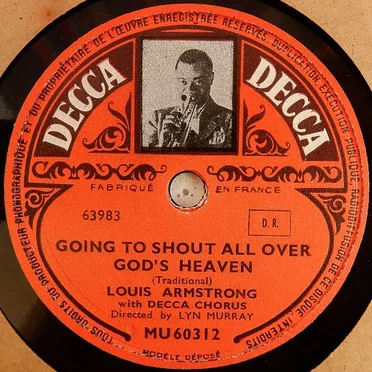 TOUS DROITS DU PRODUCTEUR PHONOGRAPHIQUE ET DU PROPRIÉTAIRE DE L'ŒUVRE ENREGISTRÉE RÉSERVÉS. DUPLICATION, EXÉCUTION PUBLIQUE, RADIODIFFUSION DE CE DISQUE, INTERDITES
DECCA
DECCA
FABRIQUÉ EN FRANCE
63983
D.R.
GOING TO SHOUT ALL OVER
GOD'S HEAVEN
(Traditional)
LOUIS ARMSTRONG
with DECCA CHORUS
Directed by LYN MURRAY
MU 60312
MODÈLE DÉPOSÉ